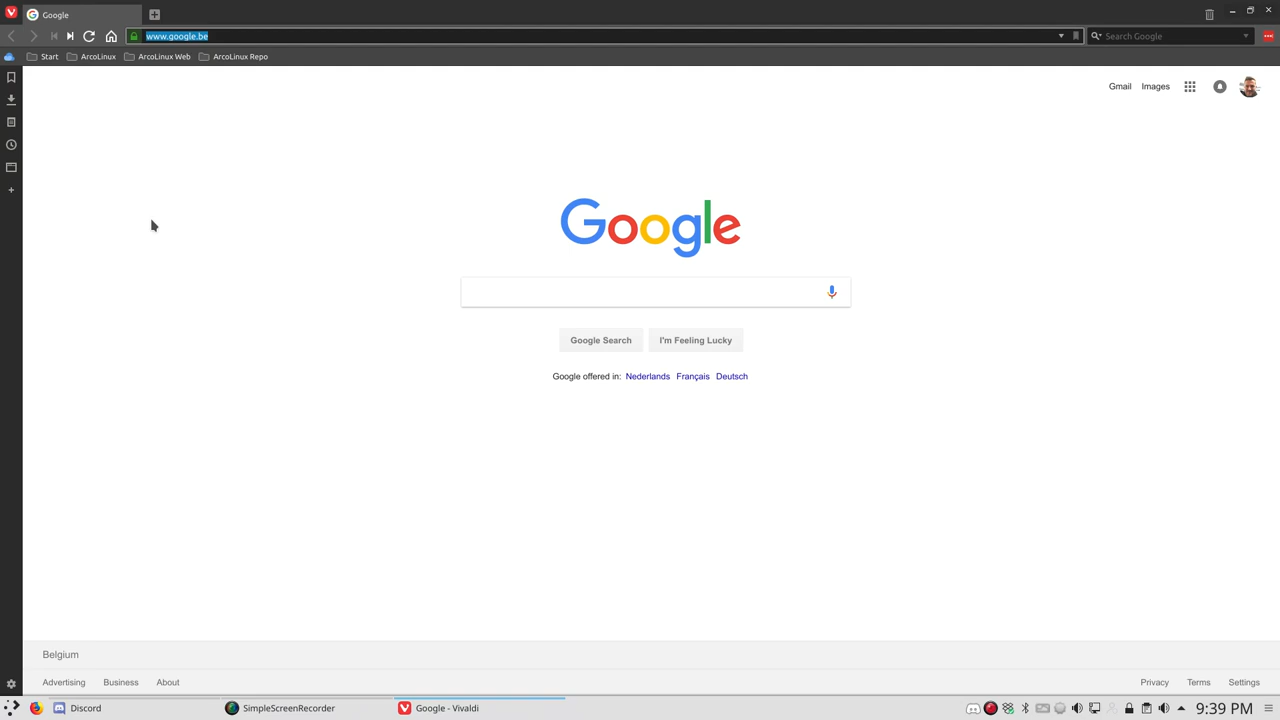 Google
www.google.be
Search Google
Start
ArcoLinux
ArcoLinux Web
ArcoLinux Repo
Gmail
Images
Google
Google Search
I'm Feeling Lucky
Google offered in: Nederlands Français Deutsch
Belgium
Advertising
Business
About
Privacy
Terms
Settings
Discord
SimpleScreenRecorder
Google - Vivaldi
9:39 PM